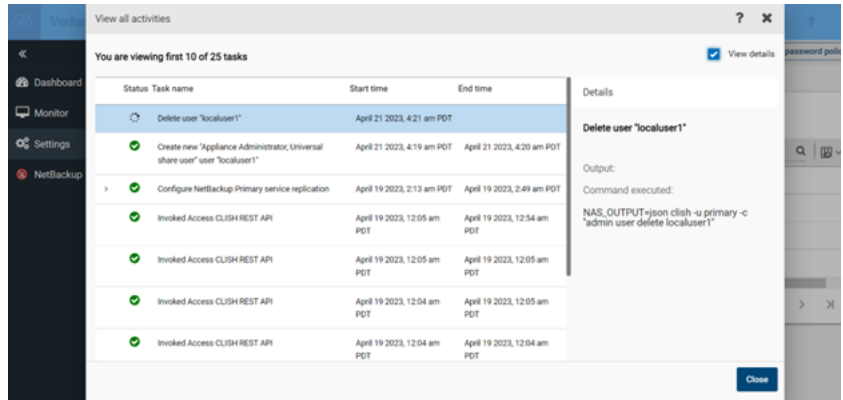 Verita
View all activities
?
?
«
You are viewing first 10 of 25 tasks
View details
password polic
Dashboard
Monitor
Settings
NetBackup
Status Task name Start time End time
Details
Delete user "localuser1" April 21 2023, 4:21 am PDT
Delete user "localuser1"
Create new "Appliance Administrator, Universal
share user" user "localuser1"
April 21 2023, 4:19 am PDT April 21 2023, 4:20 am PDT
Output:
Command executed:
Configure NetBackup Primary service replication April 19 2023, 2:13 am PDT April 19 2023, 2:49 am PDT
NAS_OUTPUT=json clish -u primary -c
"admin user delete localuser1"
Invoked Access CLISH REST API
April 19 2023, 12:05 am
PDT
April 19 2023, 12:54 am
PDT
Invoked Access CLISH REST API
April 19 2023, 12:05 am
PDT
April 19 2023, 12:05 am
PDT
Invoked Access CLISH REST API
April 19 2023, 12:04 am
PDT
April 19 2023, 12:05 am
PDT
Invoked Access CLISH REST API
April 19 2023, 12:04 am
PDT
April 19 2023, 12:04 am
PDT
Close